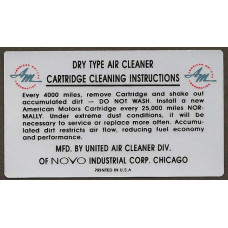 DRY TYPE AIR CLEANER
CARTRIDGE CLEANING INSTRUCTIONS
Every 4000 miles, remove Cartridge and shake out
accumulated dirt — DO NOT WASH. Install a new
American Motors Cartridge every 25,000 miles NOR-
MALLY. Under extreme dust conditions, it will be
necessary to service or replace more often. Accumu-
lated dirt restricts air flow, reducing fuel economy
and performance.
MFD. BY UNITED AIR CLEANER DIV.
OF NOVO INDUSTRIAL CORP. CHICAGO
PRINTED IN U.S.A